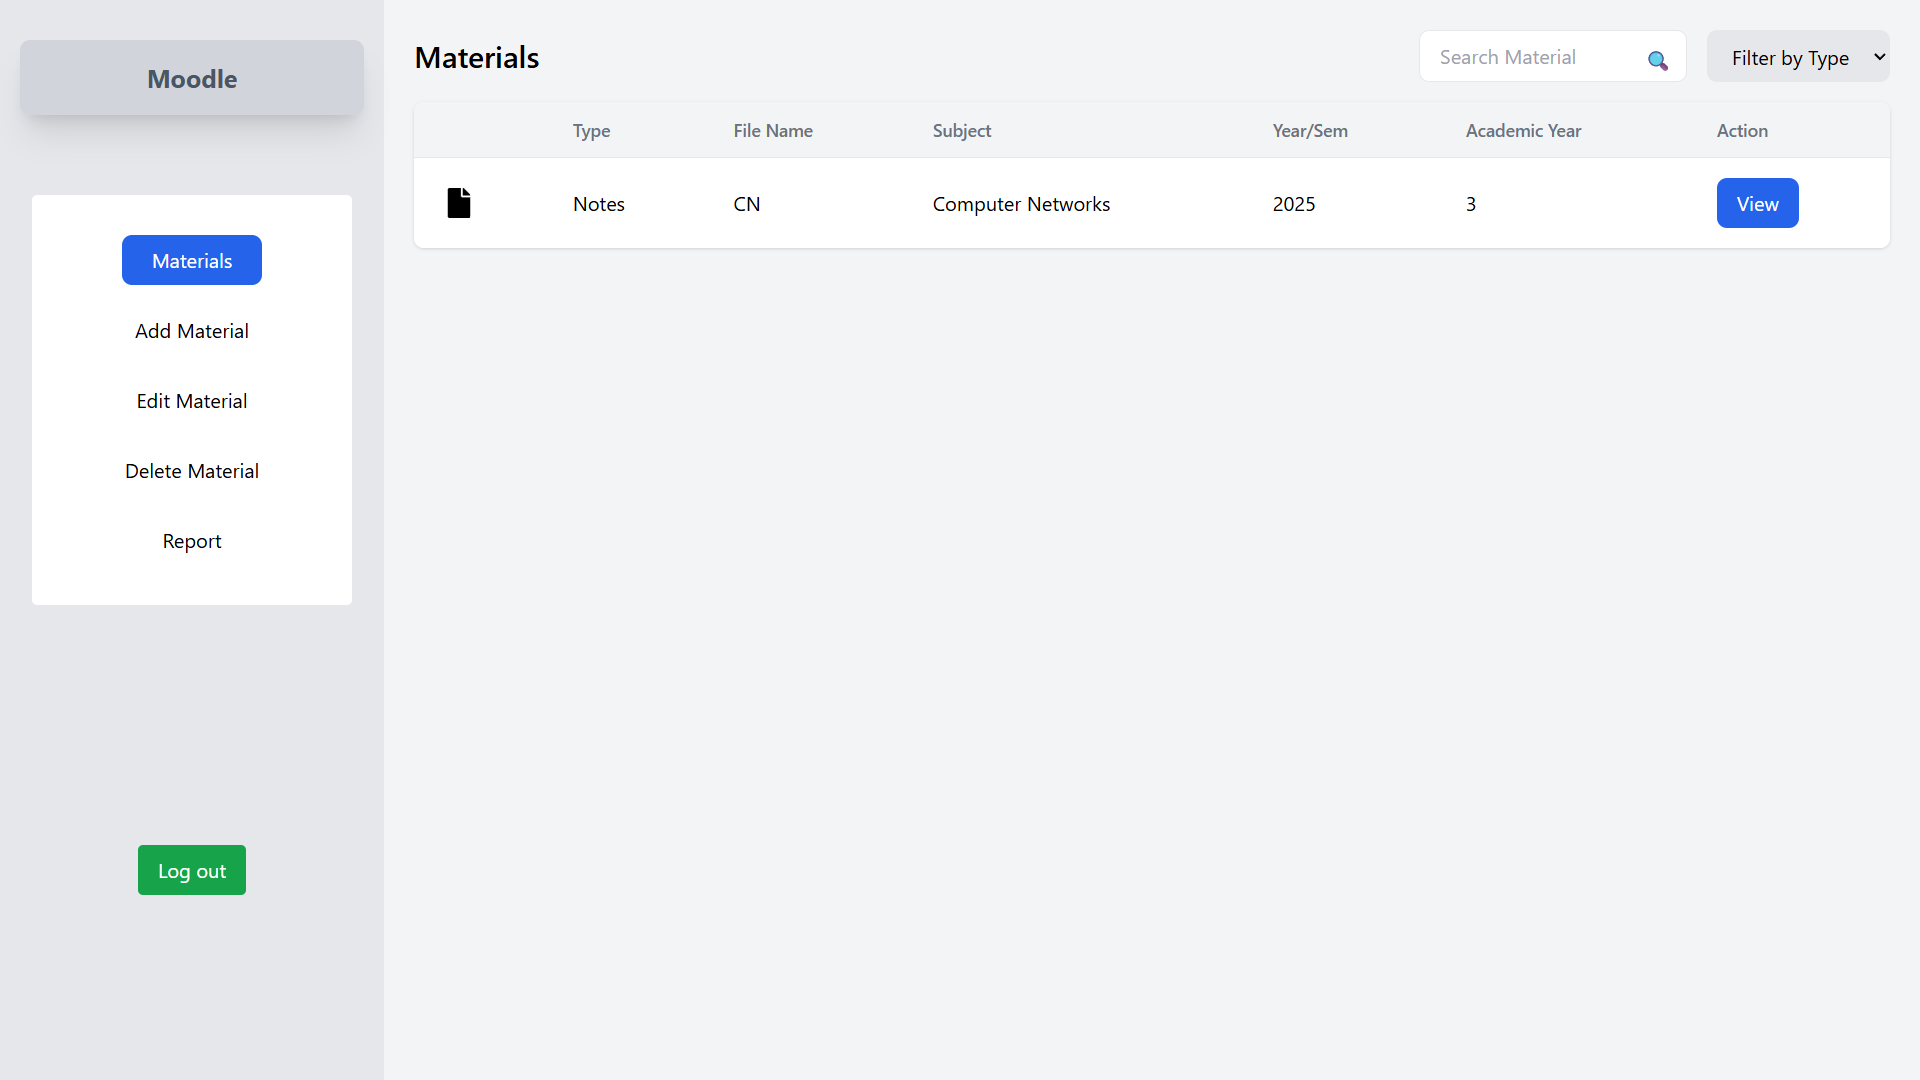 Moodle
Materials
Add Material
Edit Material
Delete Material
Report
Log out
Materials
Search Material
Filter by Type
Type File Name Subject Year/Sem Academic Year Action
Notes CN Computer Networks 2025 3 View